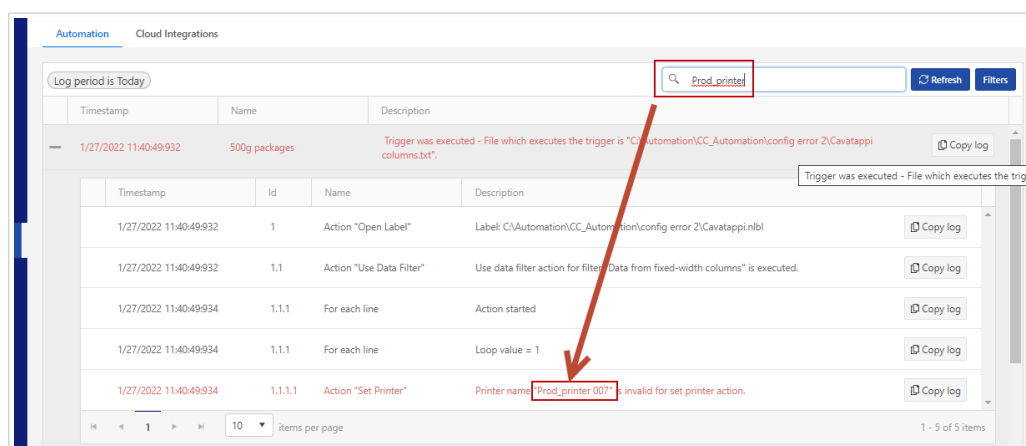 Automation Cloud Integrations
Log period is Today Prod_printer Refresh Filters
Timestamp Name Description
1/27/2022 11:40:49:932 500g packages Trigger was executed - File which executes the trigger is "C:\Automation\CC_Automation\config error 2\Cavatappi Copy log
columns.txt".
Trigger was executed - File which executes the trig
Timestamp Id Name Description
1/27/2022 11:40:49:932 1 Action "Open Label" Label: C:\Automation\CC_Automation\config error 2\Cavatappi.nlbl Copy log
1/27/2022 11:40:49:932 1.1 Action "Use Data Filter" Use data filter action for filter "Data from fixed-width columns" is executed. Copy log
1/27/2022 11:40:49:934 1.1.1 For each line Action started Copy log
1/27/2022 11:40:49:934 1.1.1 For each line Loop value = 1 Copy log
1/27/2022 11:40:49:934 1.1.1.1 Action "Set Printer" Printer name "Prod_printer 007" is invalid for set printer action. Copy log
1 10 items per page 1 - 5 of 5 items